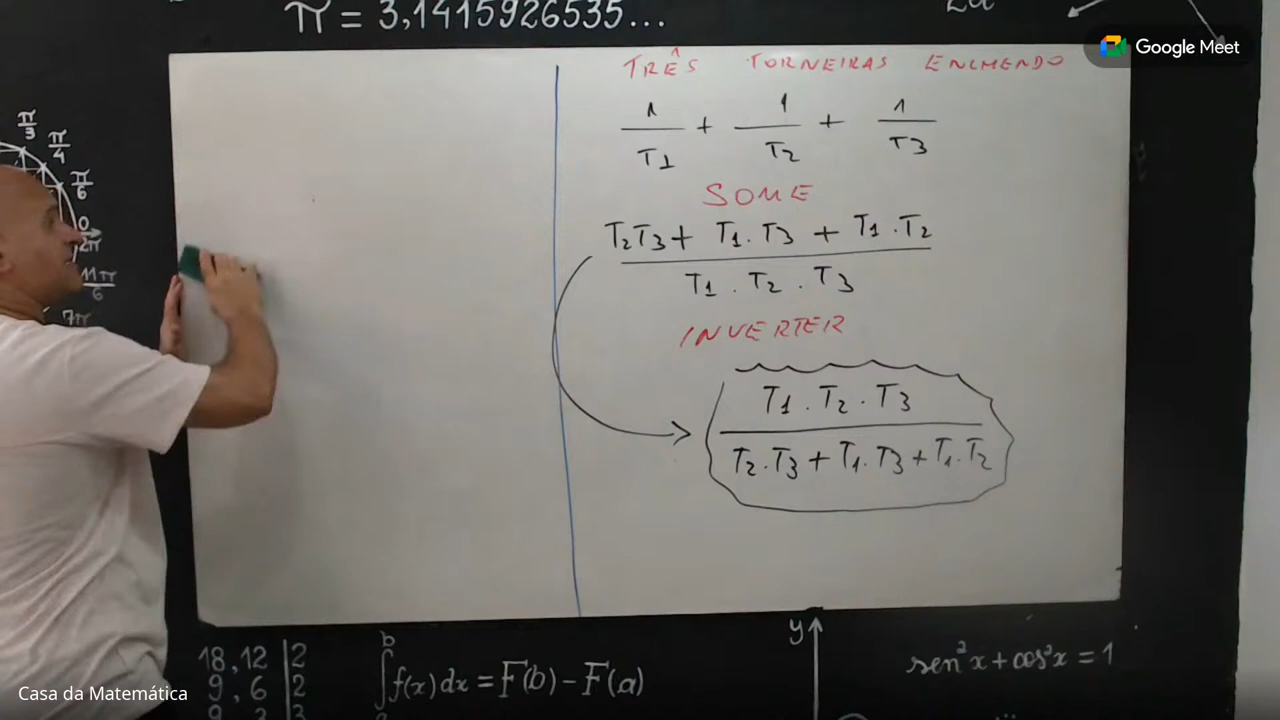 π = 3,1415926535...
2a
Google Meet
TRÊS TORNEIRAS ENCHENDO
1/T1 + 1/T2 + 1/T3
SOME
T2T3 + T1.T3 + T1.T2
T1 . T2 . T3
INVERTER
T1 . T2 . T3
T2.T3 + T1.T3 + T1.T2
π/3
π/4
π/6
0
2π
11π/6
7π
18,12 | 2
9, 6 | 2
∫ b f(x)dx = F(b) - F(a)
y
sen²x + cos²x = 1
Casa da Matemática